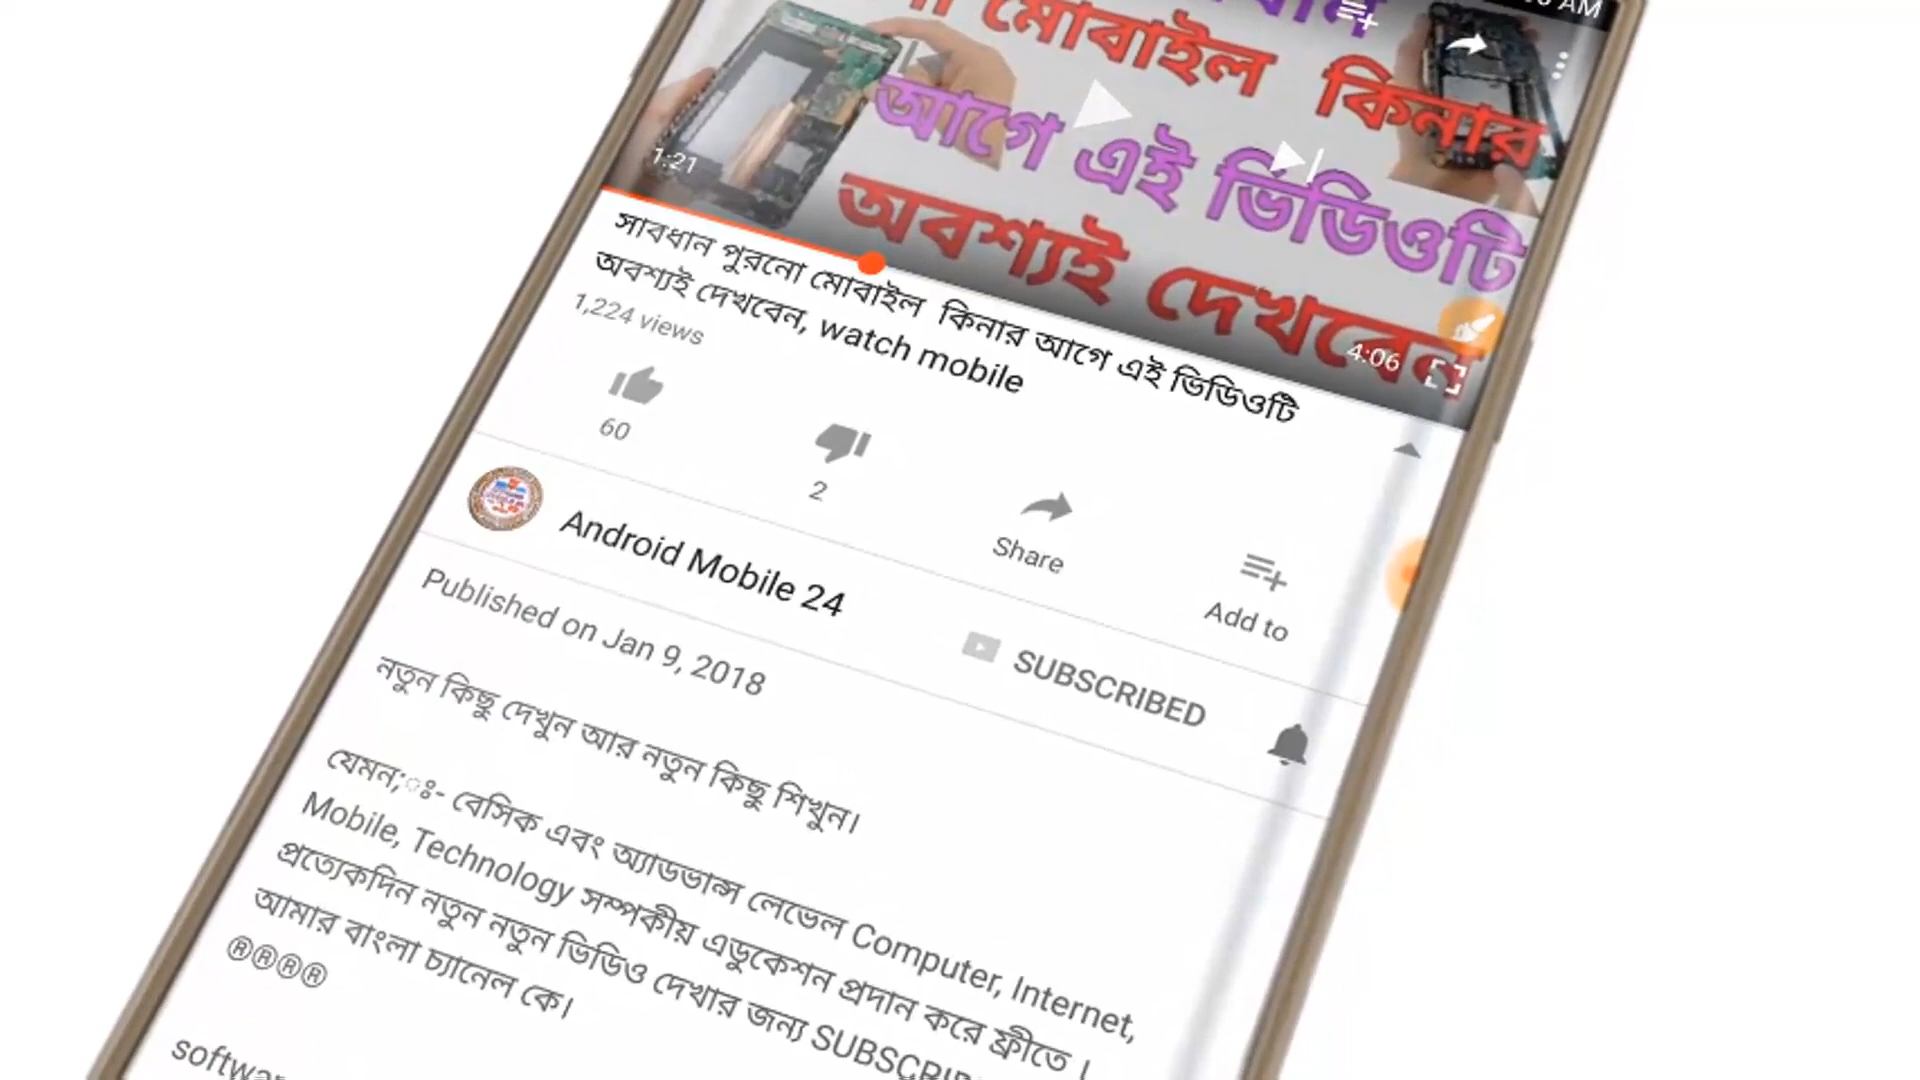 AM
মোবাইল কিনার
আগে এই ভিডিওটি
অবশ্যই দেখবেন
1:21
4:06
সাবধান পুরনো মোবাইল কিনার আগে এই ভিডিওটি
অবশ্যই দেখবেন, watch mobile
1,224 views
60
2
Share
Add to
Android Mobile 24
SUBSCRIBED
Published on Jan 9, 2018
নতুন কিছু দেখুন আর নতুন কিছু শিখুন।
যেমন;ঃ- বেসিক এবং অ্যাডভান্স লেভেল Computer, Internet,
Mobile, Technology সম্পকীয় এডুকেশন প্রদান করে ফ্রীতে ।
প্রত্যেকদিন নতুন নতুন ভিডিও দেখার জন্য
আমার বাংলা চ্যানেল কে।
®®®®